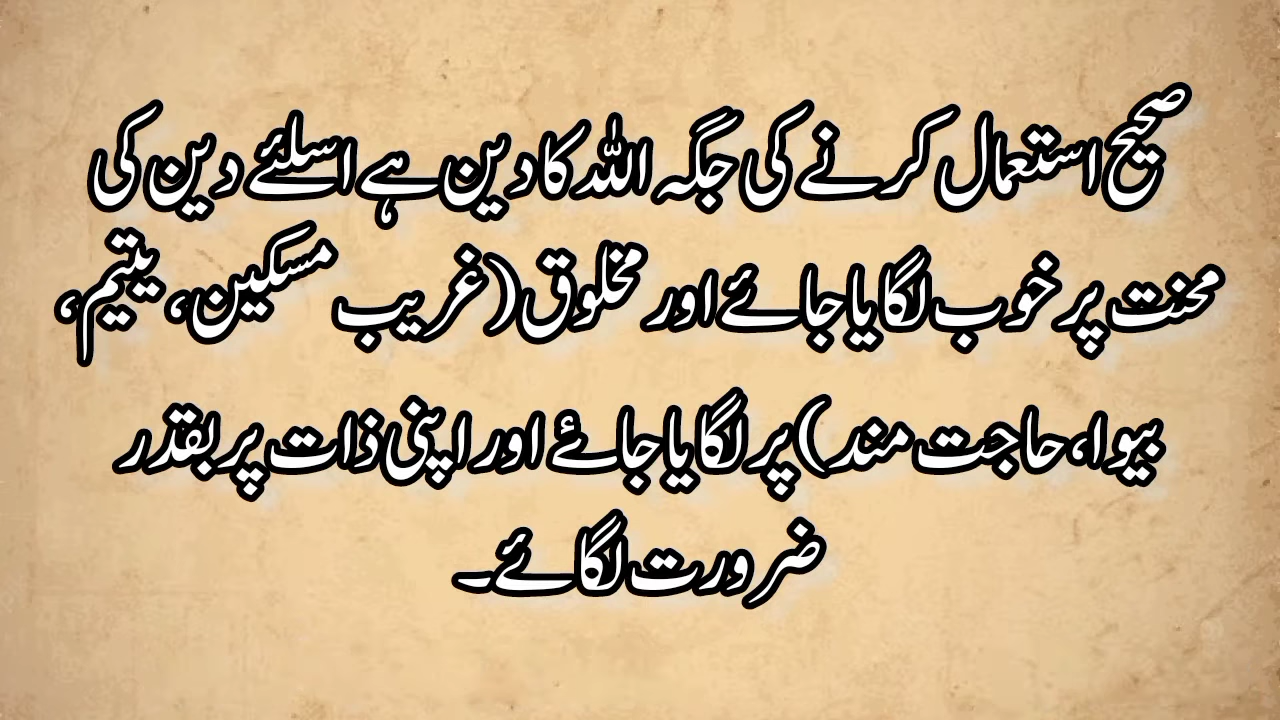 صحیح استعمال کرنے کی جگہ اللہ کا دین ہے اسلئے دین کی
محنت پر خوب لگایا جائے اور مخلوق (غریب مسکین، یتیم،
بیوا، حاجت مند) پر لگایا جائے اور اپنی ذات پر بقدر
ضرورت لگائے۔